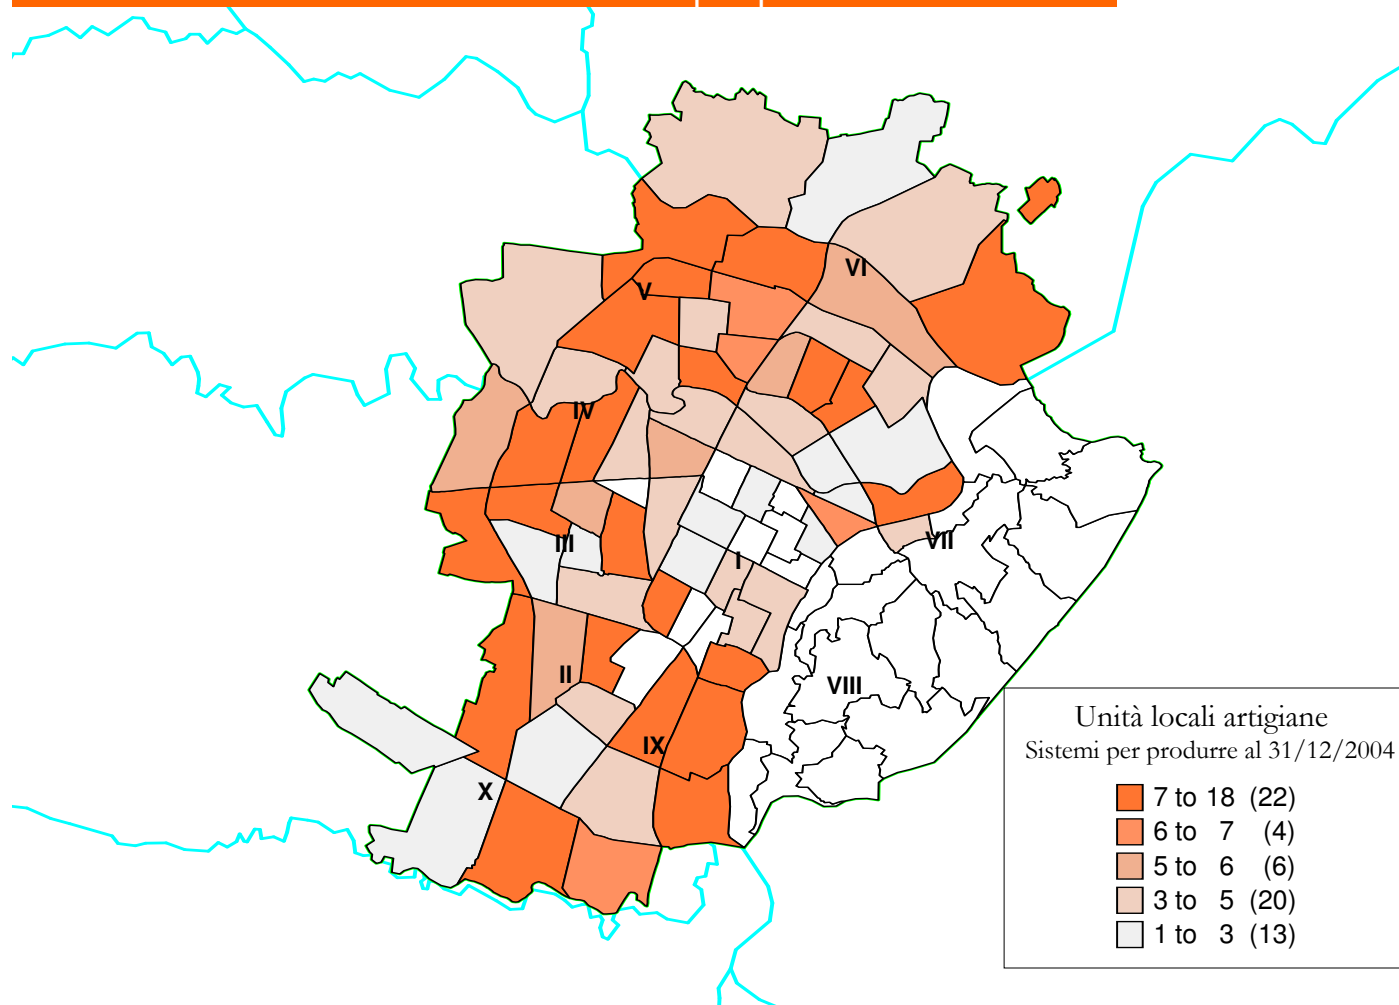 VI
V
IV
III
VII
I
II
VIII
IX
X
Unità locali artigiane
Sistemi per produrre al 31/12/2004
7 to 18 (22)
6 to 7 (4)
5 to 6 (6)
3 to 5 (20)
1 to 3 (13)